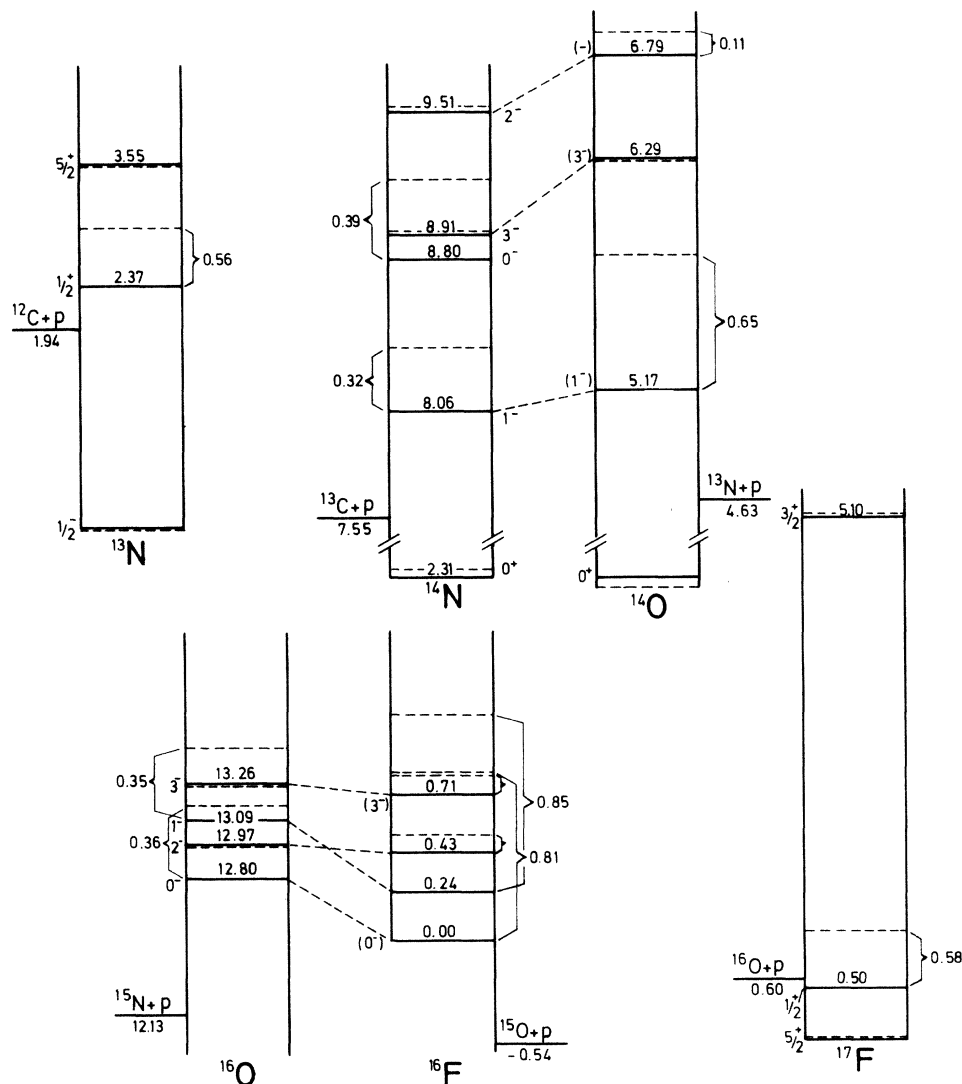 5/2⁺ 3.55
0.56
1/2⁺ 2.37
¹²C+p
1.94
1/2⁻
¹³N
9.51 2⁻
0.39
8.91 3⁻
8.80 0⁻
0.32
8.06 1⁻
¹³C+p
7.55
2.31 0⁺
¹⁴N
(-) 6.79 0.11
(3⁻) 6.29
0.65
(1⁻) 5.17
¹³N+p
4.63
0⁺
¹⁴O
0.35
3⁻ 13.26
1⁻ 13.09
0.36
2⁻ 12.97
0⁻ 12.80
¹⁵N+p
12.13
¹⁶O
(3⁻) 0.71
0.85
0.43
0.81
0.24
(0⁻) 0.00
¹⁵O+p
-0.54
¹⁶F
3/2⁺ 5.10
0.58
¹⁶O+p
0.60
1/2⁺ 0.50
5/2⁺
¹⁷F